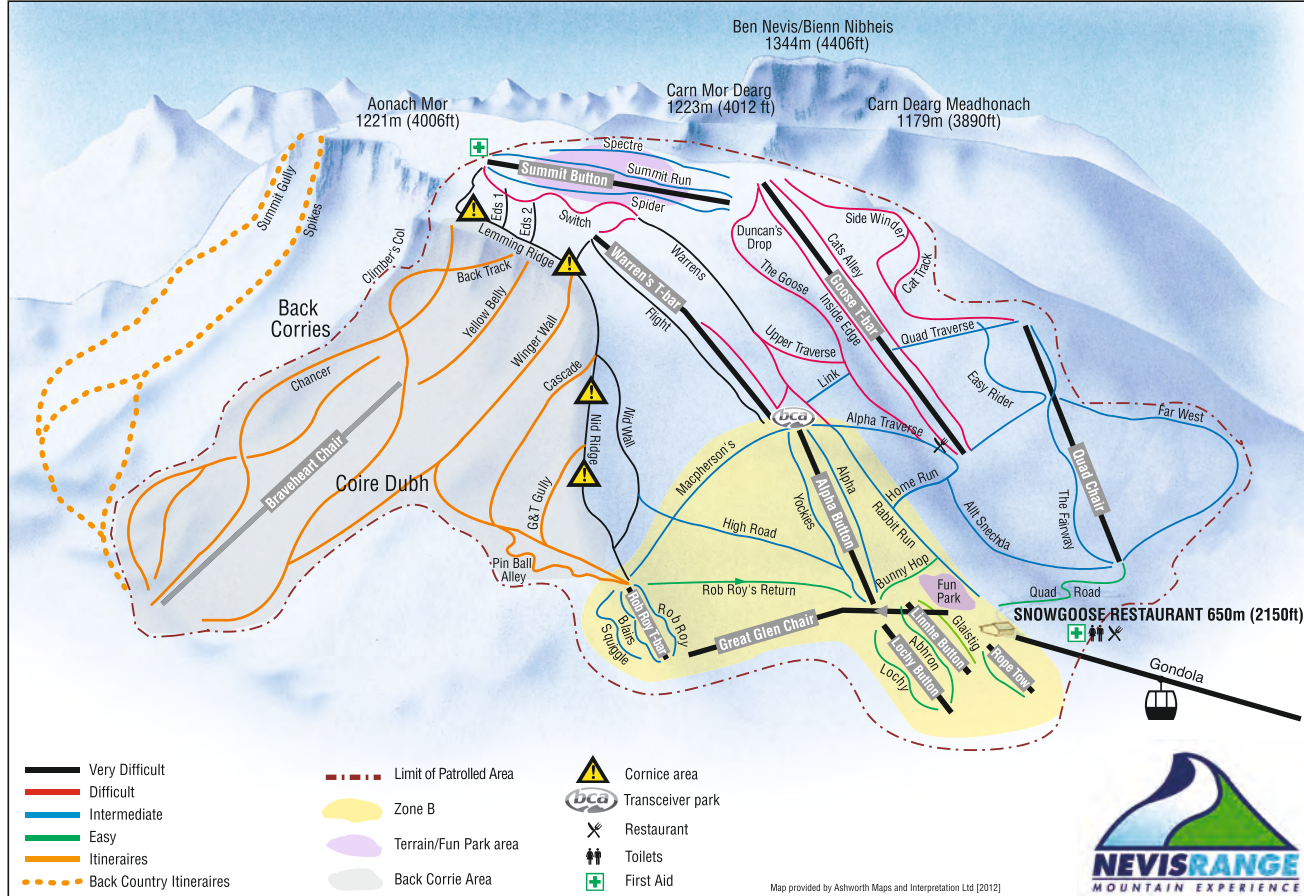 Ben Nevis/Bienn Nibheis
1344m (4406ft)
Aonach Mor
1221m (4006ft)
Carn Mor Dearg
1223m (4012 ft)
Carn Dearg Meadhonach
1179m (3890ft)
Spectre
Summit Run
Summit Button
Spider
Summit Gully
Spikes
Climber's Col
Eds 1
Eds 2
Switch
Lemming Ridge
Back Track
Warren's T-bar
Warrens
Flight
Duncan's
Drop
The Goose
Side Winder
Cats Alley
Cat Track
Goose T-bar
Inside Edge
Quad Traverse
Upper Traverse
Link
Easy Rider
Far West
Back
Corries
Yellow Belly
Winger Wall
Chancer
Cascade
Nid Ridge
Nid Wall
Braveheart Chair
Coire Dubh
G&T Gully
Pin Ball
Alley
bca
Alpha Traverse
Macpherson's
Alpha
Yockies
Alpha Button
Home Run
Rabbit Run
Allt Snechda
The Fairway
Quad Chair
High Road
Bunny Hop
Rob Roy's Return
Fun
Park
Quad Road
SNOWGOOSE RESTAURANT 650m (2150ft)
Rob Roy T-bar
Rob Roy
Blairs
Squiggle
Great Glen Chair
Linnhe Button
Glaistig
Abhron
Lochy Button
Lochy
Rope Tow
Gondola
Very Difficult
Difficult
Intermediate
Easy
Itineraires
Back Country Itineraires
Limit of Patrolled Area
Zone B
Terrain/Fun Park area
Back Corrie Area
Cornice area
bca
Transceiver park
Restaurant
Toilets
First Aid
Map provided by Ashworth Maps and Interpretation Ltd [2012]
NEVISRANGE
MOUNTAIN EXPERIENCE